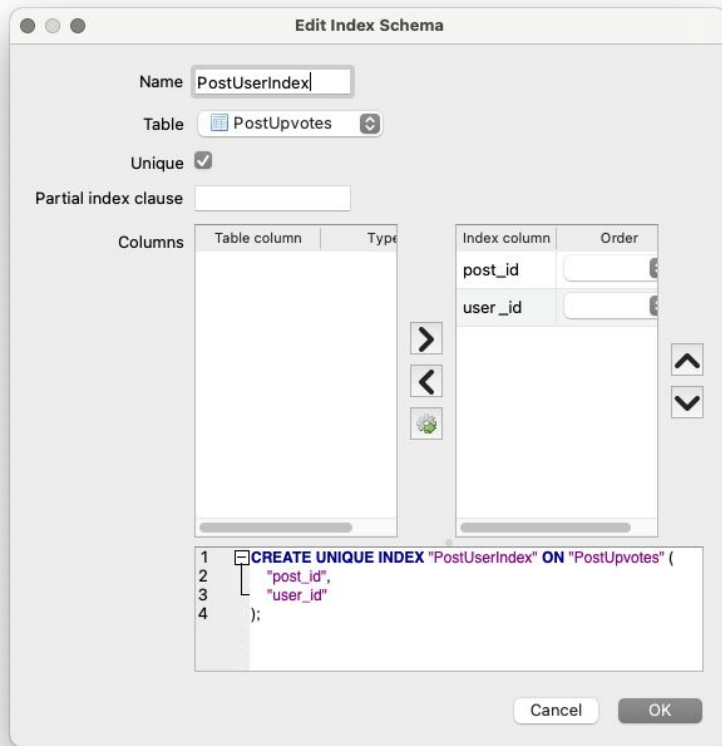 Edit Index Schema
Name PostUserIndex
Table PostUpvotes
Unique
Partial index clause
Columns
Table column Type
Index column Order
post_id
user_id
1 CREATE UNIQUE INDEX "PostUserIndex" ON "PostUpvotes" (
2 "post_id",
3 "user_id"
4 );
Cancel OK